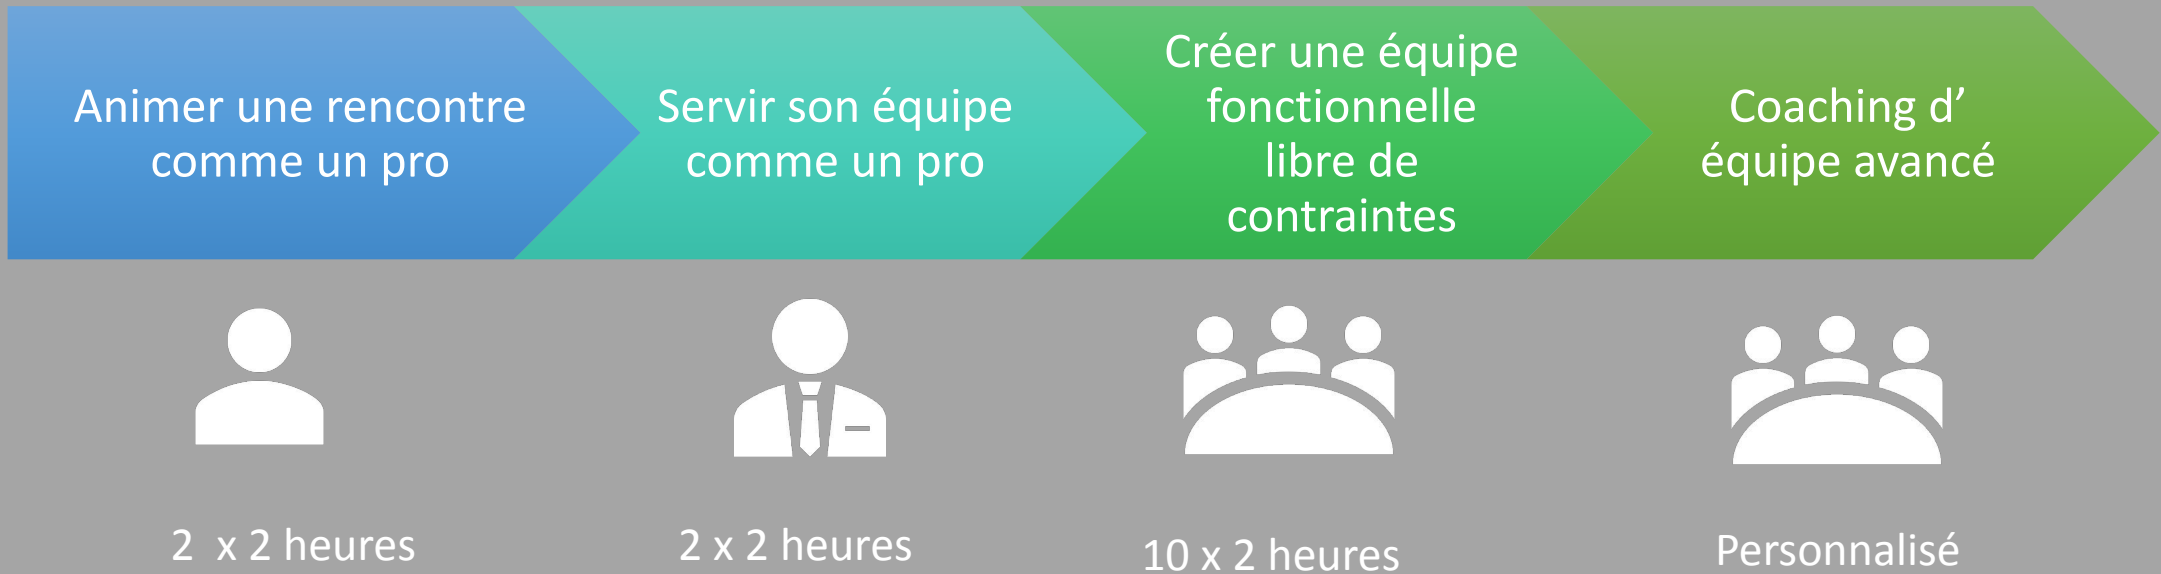 Animer une rencontre
comme un pro
Servir son équipe
comme un pro
Créer une équipe
fonctionnelle
libre de
contraintes
Coaching d’
équipe avancé
2  x 2 heures
2 x 2 heures
10 x 2 heures
Personnalisé